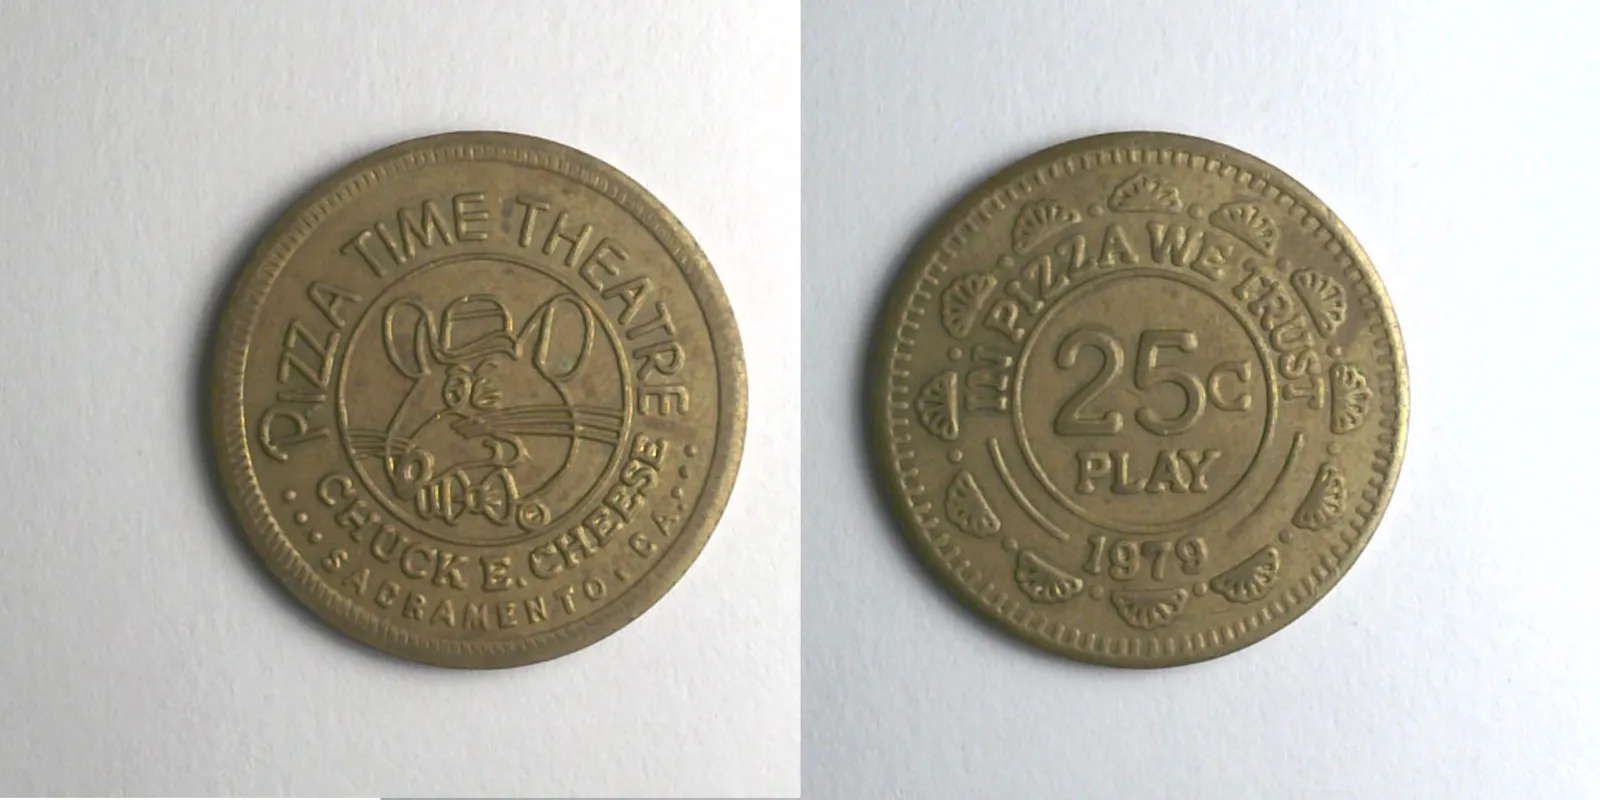 PIZZA TIME THEATRE
CHUCK E. CHEESE
SACRAMENTO, CA.
IN PIZZA WE TRUST
25¢
PLAY
1979